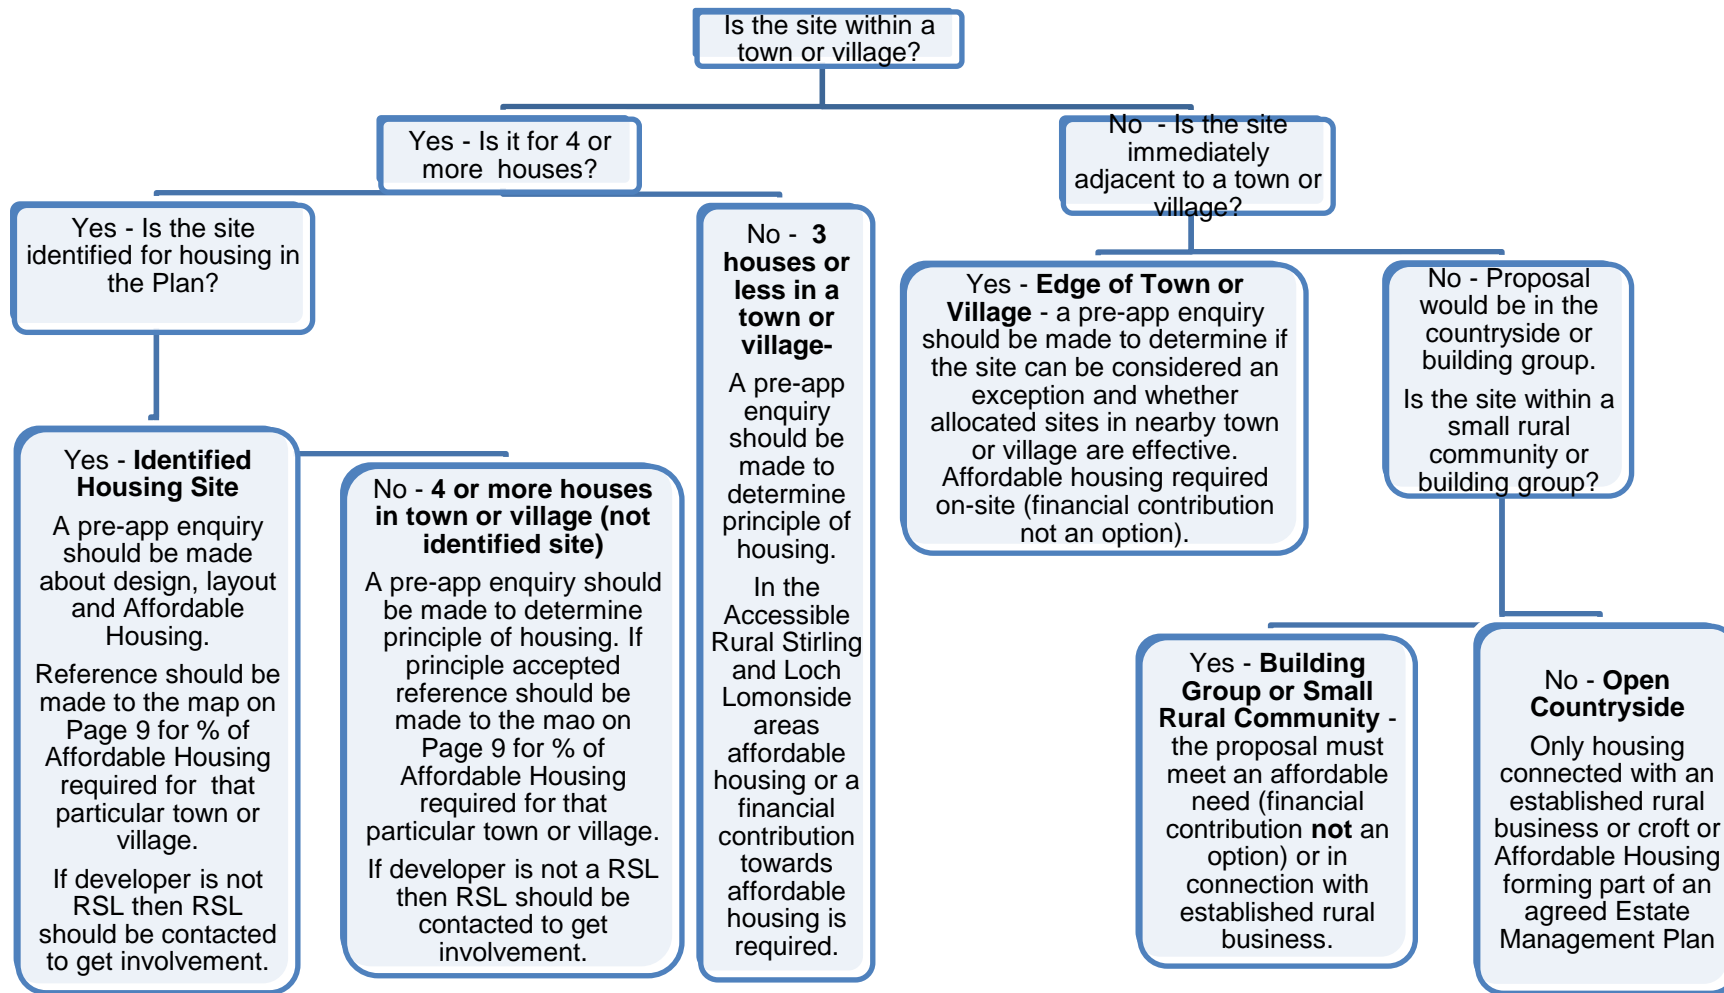 Is the site within a
town or village?
Yes - Is it for 4 or
more houses?
No - Is the site
immediately
adjacent to a town or
village?
Yes - Is the site
identified for housing in
the Plan?
No - 3
houses or
less in a
town or
village-
A pre-app
enquiry
should be
made to
determine
principle of
housing.
In the
Accessible
Rural Stirling
and Loch
Lomonside
areas
affordable
housing or a
financial
contribution
towards
affordable
housing is
required.
Yes - Edge of Town or
Village - a pre-app enquiry
should be made to determine if
the site can be considered an
exception and whether
allocated sites in nearby town
or village are effective.
Affordable housing required
on-site (financial contribution
not an option).
No - Proposal
would be in the
countryside or
building group.
Is the site within a
small rural
community or
building group?
Yes - Identified
Housing Site
A pre-app enquiry
should be made
about design, layout
and Affordable
Housing.
Reference should be
made to the map on
Page 9 for % of
Affordable Housing
required for that
particular town or
village.
If developer is not
RSL then RSL
should be contacted
to get involvement.
No - 4 or more houses
in town or village (not
identified site)
A pre-app enquiry should
be made to determine
principle of housing. If
principle accepted
reference should be
made to the mao on
Page 9 for % of
Affordable Housing
required for that
particular town or village.
If developer is not a RSL
then RSL should be
contacted to get
involvement.
Yes - Building
Group or Small
Rural Community -
the proposal must
meet an affordable
need (financial
contribution not an
option) or in
connection with
established rural
business.
No - Open
Countryside
Only housing
connected with an
established rural
business or croft or
Affordable Housing
forming part of an
agreed Estate
Management Plan